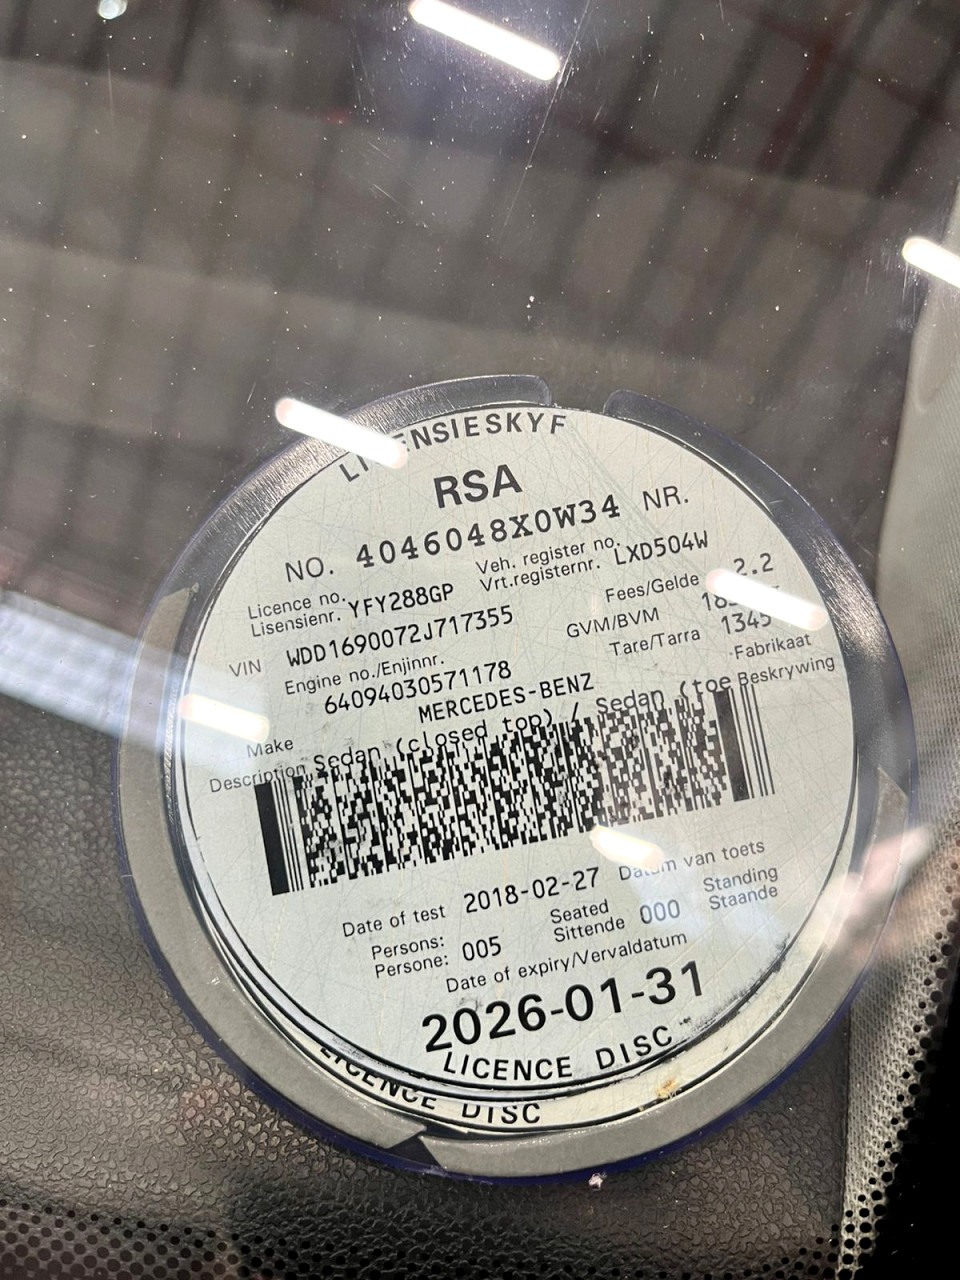 LISENSIESKYF
RSA
NO. 4046048X0W34 NR.
Licence no. Lisensienr. YFY288GP Veh. register no. Vrt.registernr. LXD504W
VIN WDD1690072J717355 Fees/Gelde
Engine no./Enjinnr. GVM/BVM
64094030571178 Tare/Tarra 1345
Make MERCEDES-BENZ Fabrikaat
Description Sedan (closed top) / Sedan (toe Beskrywing
Date of test 2018-02-27 Datum van toets
Persons: Persone: 005 Seated Sittende 000 Standing Staande
Date of expiry/Vervaldatum
2026-01-31
LICENCE DISC
LICENCE DISC